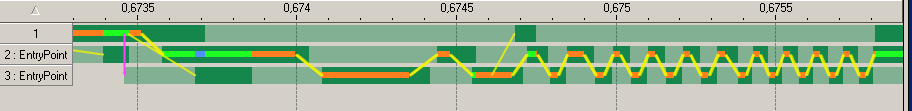 0,6735 0,674 0,6745 0,675 0,6755
1
2 : EntryPoint
3 : EntryPoint